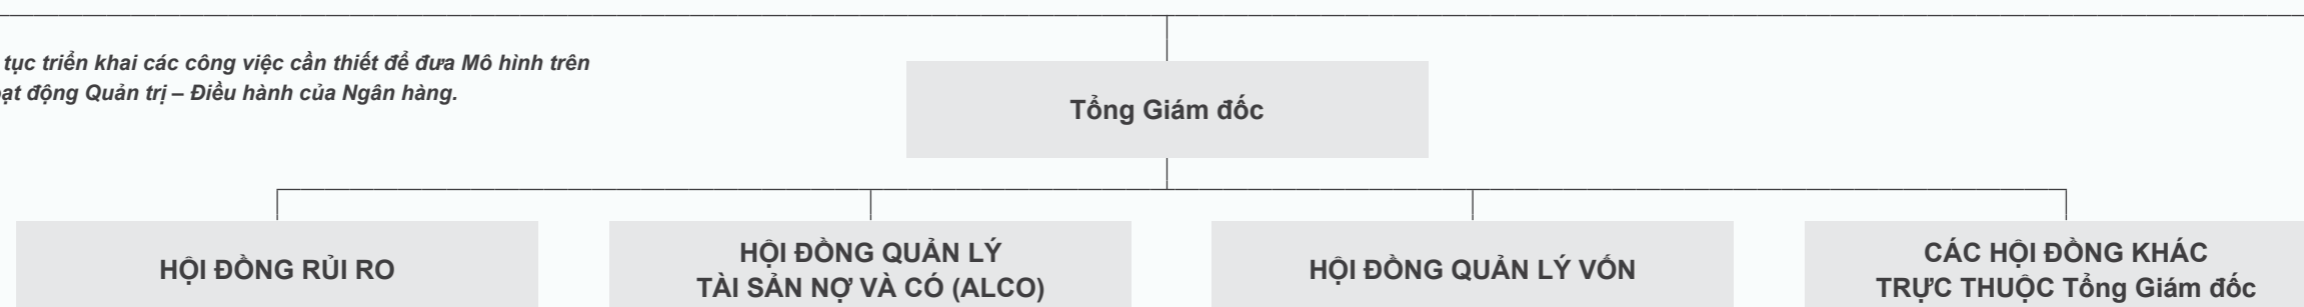 tục triển khai các công việc cần thiết để đưa Mô hình trên
ạt động Quản trị – Điều hành của Ngân hàng.
Tổng Giám đốc
HỘI ĐỒNG RỦI RO
HỘI ĐỒNG QUẢN LÝ
TÀI SẢN NỢ VÀ CÓ (ALCO)
HỘI ĐỒNG QUẢN LÝ VỐN
CÁC HỘI ĐỒNG KHÁC
TRỰC THUỘC Tổng Giám đốc